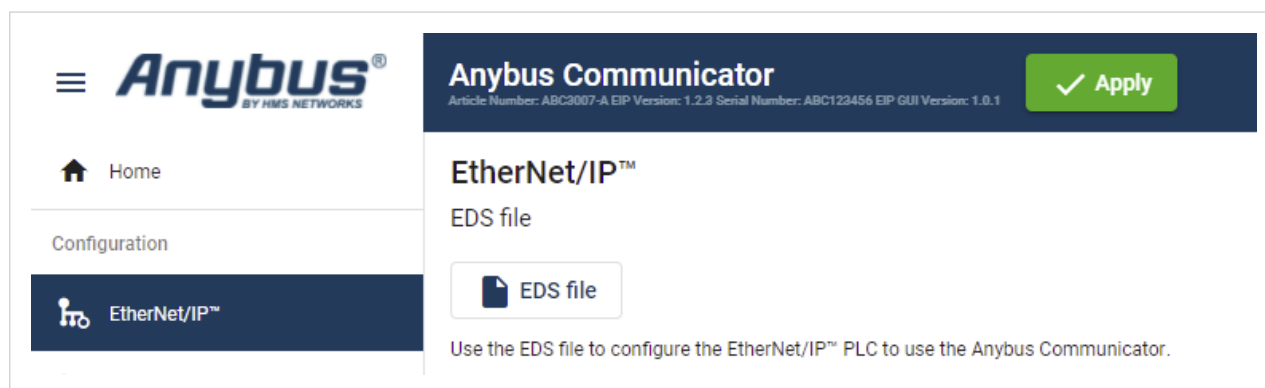 Anybus®
BY HMS NETWORKS
Home
Configuration
EtherNet/IP™
Anybus Communicator
Article Number: ABC3007-A EIP Version: 1.2.3 Serial Number: ABC123456 EIP GUI Version: 1.0.1
Apply
EtherNet/IP™
EDS file
EDS file
Use the EDS file to configure the EtherNet/IP™ PLC to use the Anybus Communicator.